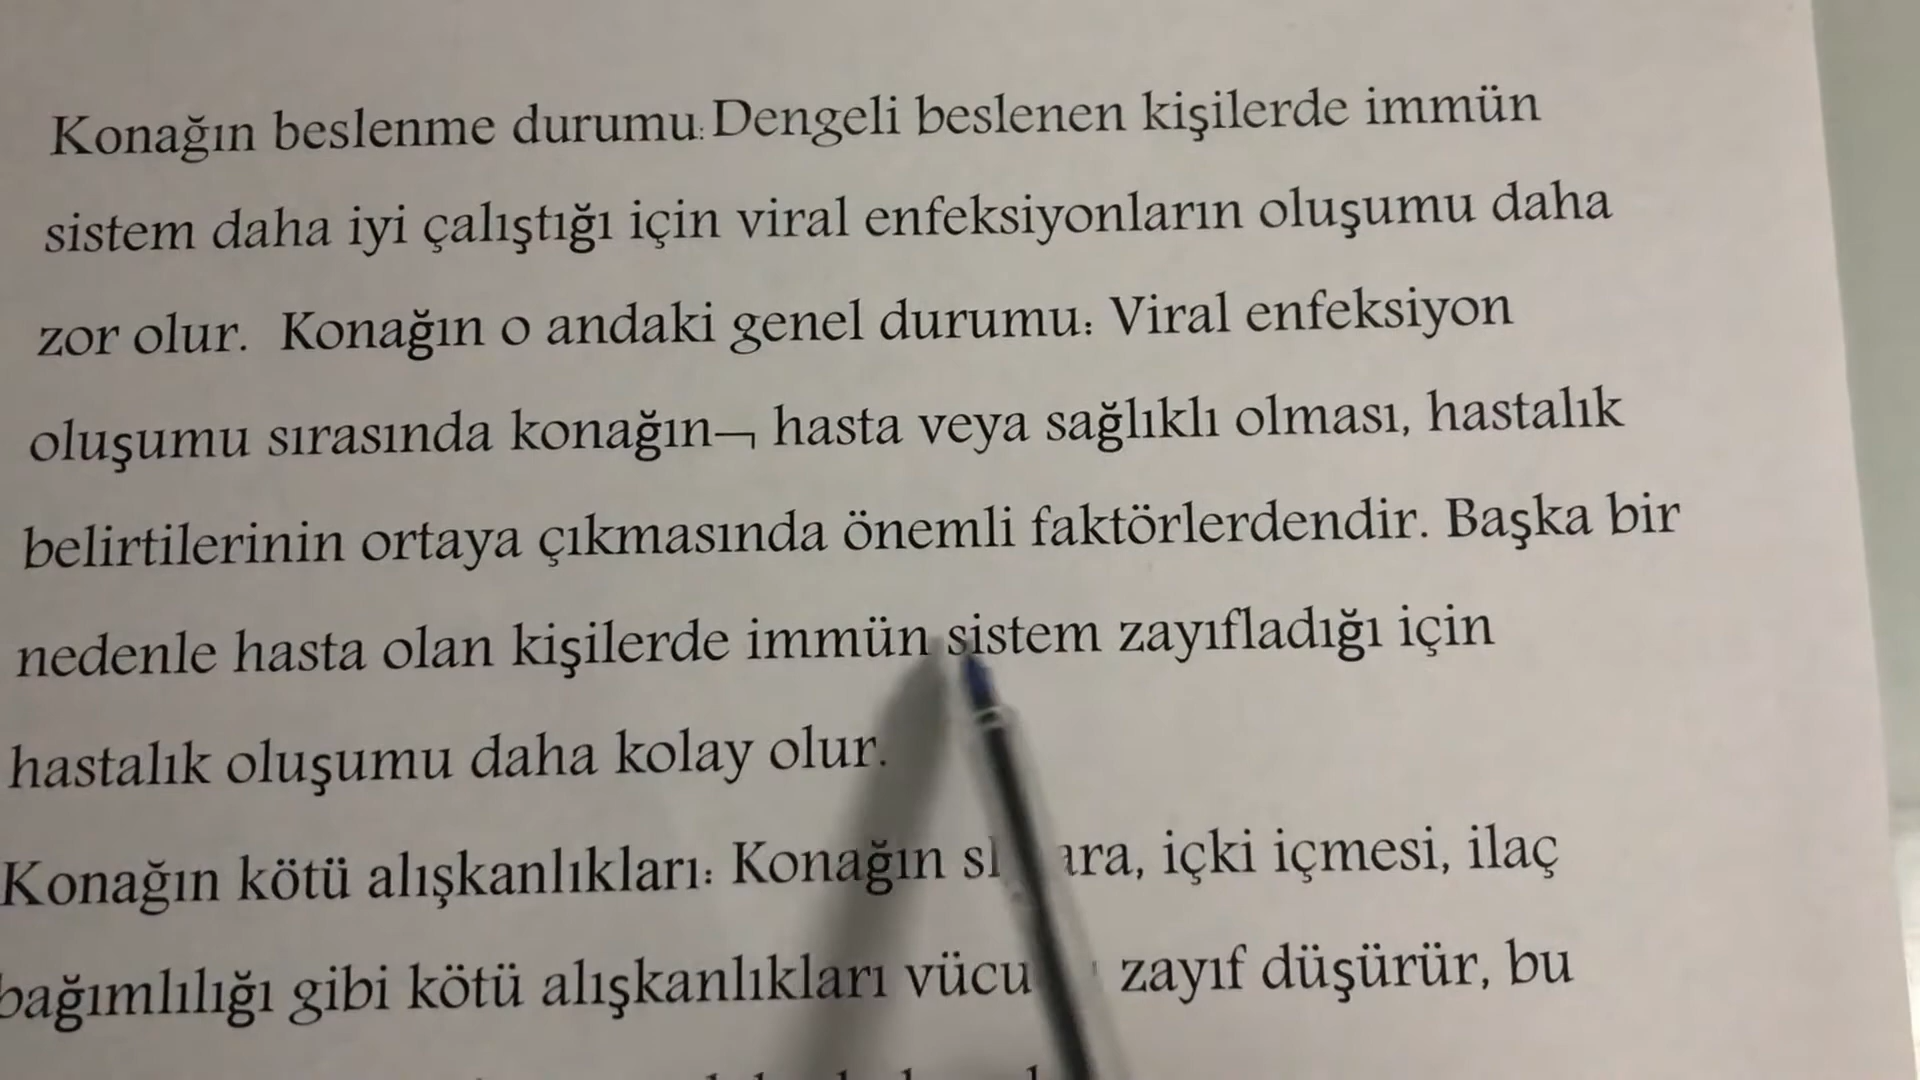 Konağın beslenme durumu: Dengeli beslenen kişilerde immün
sistem daha iyi çalıştığı için viral enfeksiyonların oluşumu daha
zor olur. Konağın o andaki genel durumu: Viral enfeksiyon
oluşumu sırasında konağın¬ hasta veya sağlıklı olması, hastalık
belirtilerinin ortaya çıkmasında önemli faktörlerdendir. Başka bir
nedenle hasta olan kişilerde immün sistem zayıfladığı için
hastalık oluşumu daha kolay olur.
Konağın kötü alışkanlıkları: Konağın içki içmesi, ilaç
bağımlılığı gibi kötü alışkanlıkları zayıf düşürür, bu